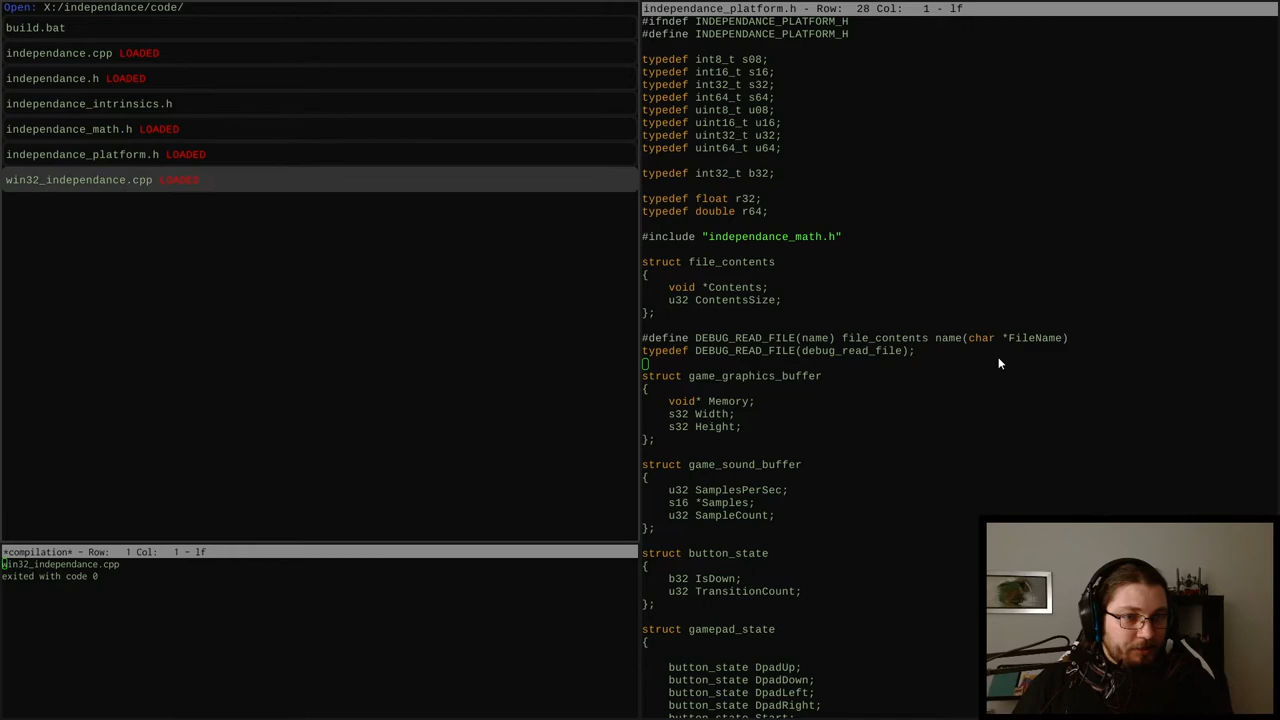 Open: X:/independance/code/
build.bat
independance.cpp LOADED
independance.h LOADED
independance_intrinsics.h
independance_math.h LOADED
independance_platform.h LOADED
win32_independance.cpp LOADED
*compilation* - Row:   1 Col:   1 - lf
win32_independance.cpp
exited with code 0
independance_platform.h - Row:  28 Col:   1 - lf
#ifndef INDEPENDANCE_PLATFORM_H
#define INDEPENDANCE_PLATFORM_H
typedef int8_t s08;
typedef int16_t s16;
typedef int32_t s32;
typedef int64_t s64;
typedef uint8_t u08;
typedef uint16_t u16;
typedef uint32_t u32;
typedef uint64_t u64;
typedef int32_t b32;
typedef float r32;
typedef double r64;
#include "independance_math.h"
struct file_contents
{
    void *Contents;
    u32 ContentsSize;
};
#define DEBUG_READ_FILE(name) file_contents name(char *FileName)
typedef DEBUG_READ_FILE(debug_read_file);
struct game_graphics_buffer
{
    void* Memory;
    s32 Width;
    s32 Height;
};
struct game_sound_buffer
{
    u32 SamplesPerSec;
    s16 *Samples;
    u32 SampleCount;
};
struct button_state
{
    b32 IsDown;
    u32 TransitionCount;
};
struct gamepad_state
{
    button_state DpadUp;
    button_state DpadDown;
    button_state DpadLeft;
    button_state DpadRight;
    button_state Start;